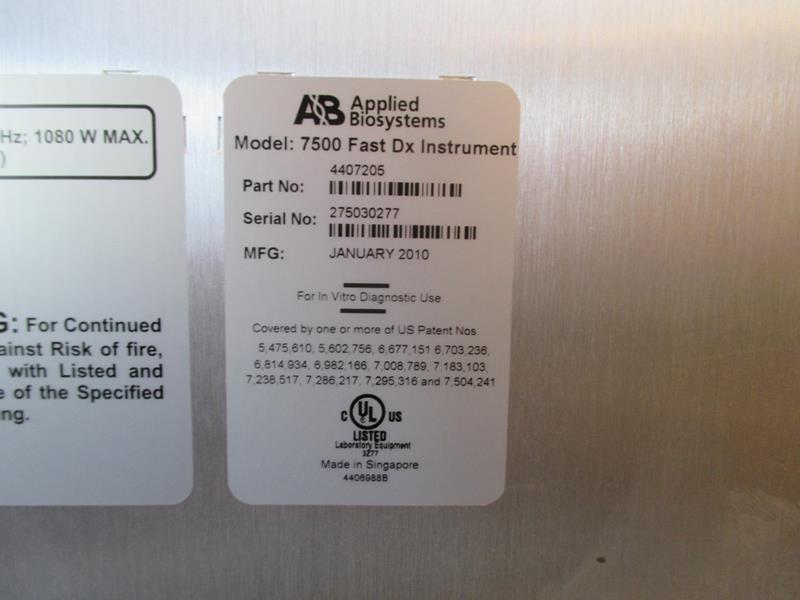 Hz; 1080 W MAX.
)
G: For Continued
ainst Risk of fire,
with Listed and
e of the Specified
ng.
AB Applied
Biosystems
Model: 7500 Fast Dx Instrument
4407205
Part No:
Serial No: 275030277
MFG: JANUARY 2010
For In Vitro Diagnostic Use
Covered by one or more of US Patent Nos.
5,475,610, 5,602,756, 6,677,151 6,703,236,
6,814,934, 6,982,166, 7,008,789, 7,183,103,
7,238,517, 7,286,217, 7,295,316 and 7,504,241
C UL US
LISTED
Laboratory Equipment
3Z77
Made in Singapore
4406988B